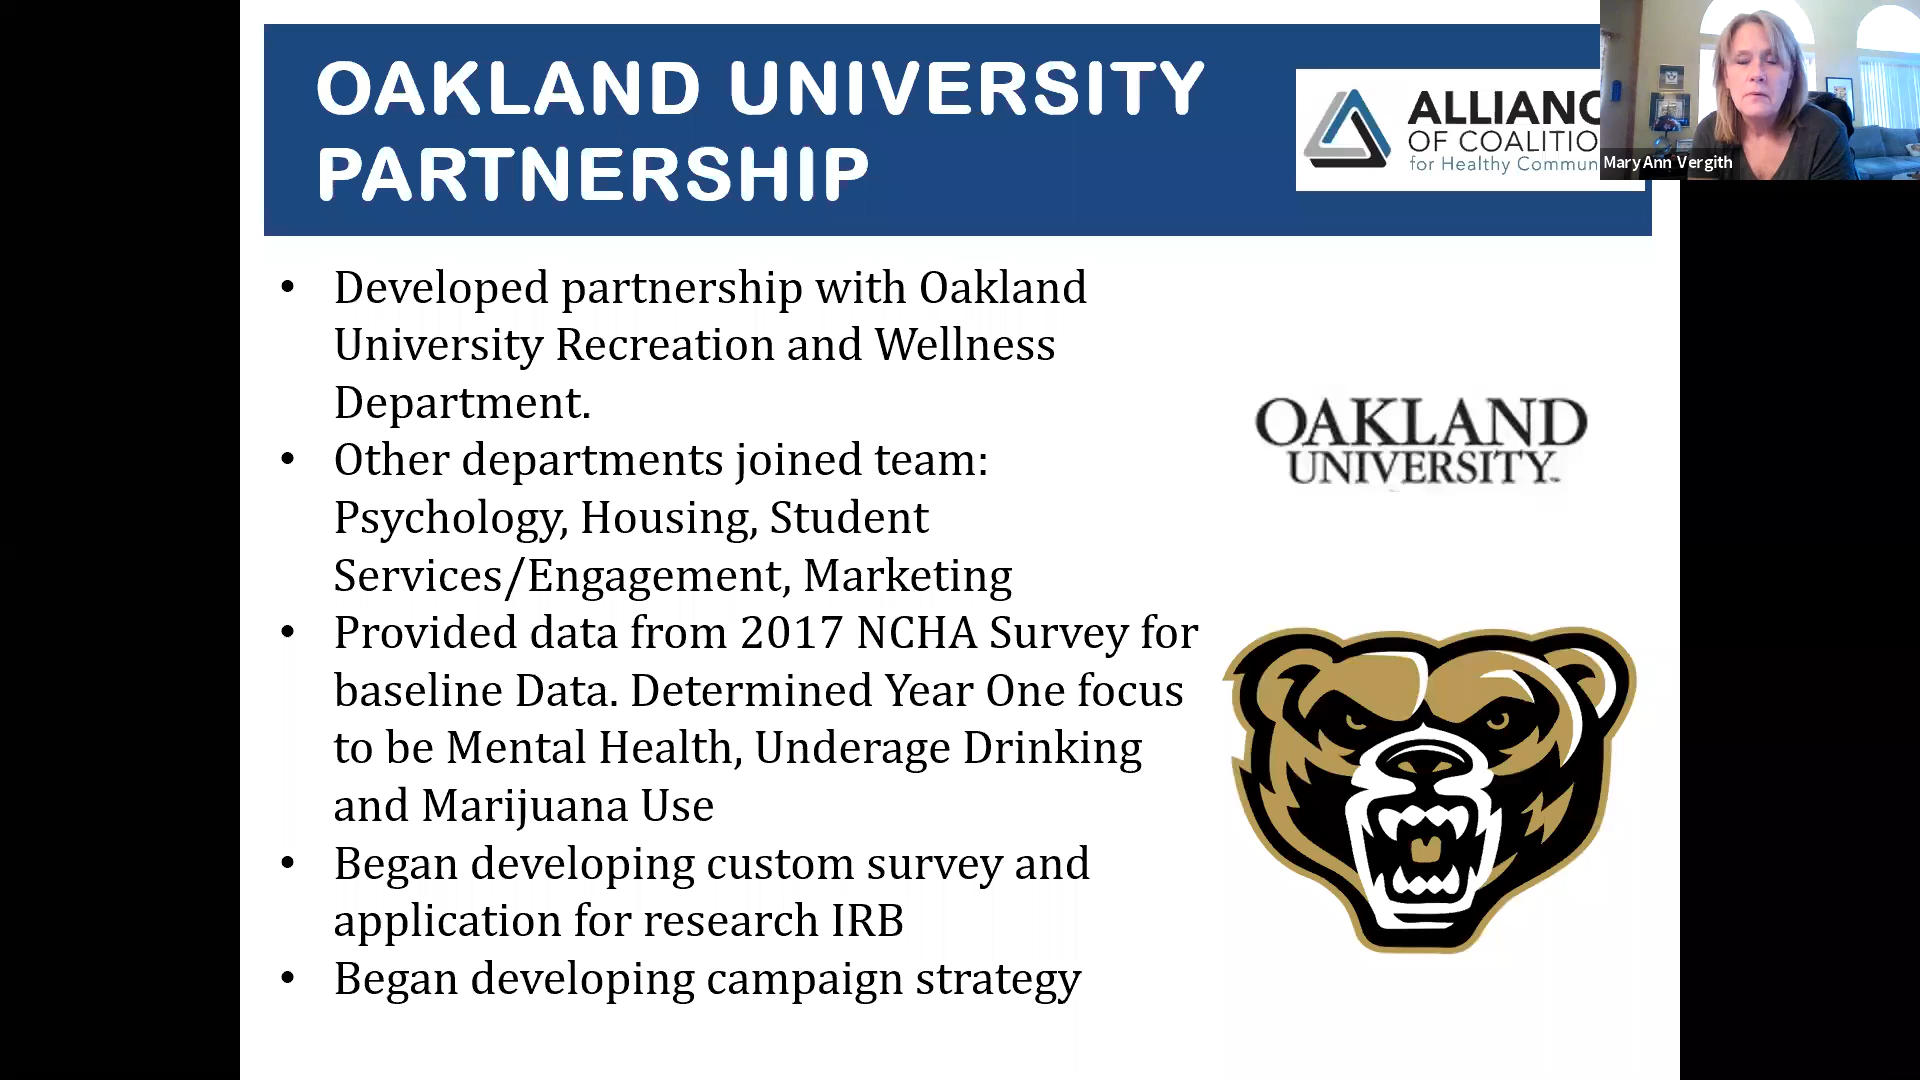 OAKLAND UNIVERSITY
PARTNERSHIP
ALLIANC
OF COALITIO
for Healthy Commun
MaryAnn Vergith
• Developed partnership with Oakland
University Recreation and Wellness
Department.
• Other departments joined team:
Psychology, Housing, Student
Services/Engagement, Marketing
• Provided data from 2017 NCHA Survey for
baseline Data. Determined Year One focus
to be Mental Health, Underage Drinking
and Marijuana Use
• Began developing custom survey and
application for research IRB
• Began developing campaign strategy
OAKLAND
UNIVERSITY